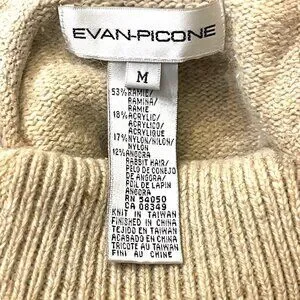 EVAN-PICONE
M
53% RAMIE/
RAMINA/
RAMIE
18% ACRYLIC/
ACRILICO/
ACRYLIQUE
17% NYLON/NILON/
NYLON
12% ANGORA
RABBIT HAIR/
PELO DE CONEJO
DE ANGORA/
POIL DE LAPIN
ANGORA
RN 54050
CA 08349
KNIT IN TAIWAN
FINISHED IN CHINA
TEJIDO EN TAIWAN
ACABADO EN CHINA
TRICOTE AU TAIWAN
FINI AU CHINE